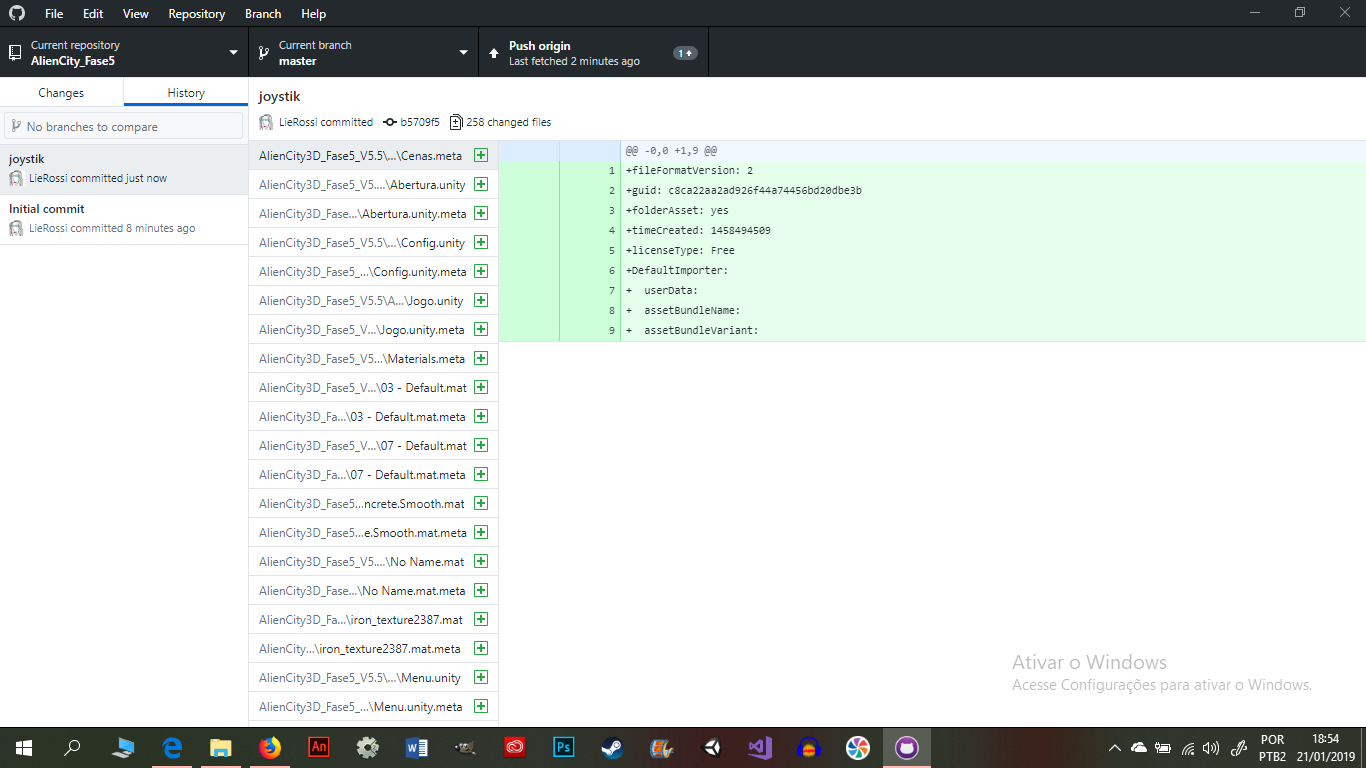 File Edit View Repository Branch Help
Current repository
AlienCity_Fase5
Current branch
master
Push origin
Last fetched 2 minutes ago
1
Changes History
No branches to compare
joystik
LieRossi committed just now
Initial commit
LieRossi committed 8 minutes ago
joystik
LieRossi committed b5709f5 258 changed files
AlienCity3D_Fase5_V5.5\...\Cenas.meta
AlienCity3D_Fase5_V5....\Abertura.unity
AlienCity3D_Fase...\Abertura.unity.meta
AlienCity3D_Fase5_V5.5\...\Config.unity
AlienCity3D_Fase5_...\Config.unity.meta
AlienCity3D_Fase5_V5.5\A...\Jogo.unity
AlienCity3D_Fase5_V...\Jogo.unity.meta
AlienCity3D_Fase5_V5...\Materials.meta
AlienCity3D_Fase5_V...\03 - Default.mat
AlienCity3D_Fa...\03 - Default.mat.meta
AlienCity3D_Fase5_V...\07 - Default.mat
AlienCity3D_Fa...\07 - Default.mat.meta
AlienCity3D_Fase5...ncrete.Smooth.mat
AlienCity3D_Fase5...e.Smooth.mat.meta
AlienCity3D_Fase5_V5....\No Name.mat
AlienCity3D_Fase...\No Name.mat.meta
AlienCity3D_Fa...\iron_texture2387.mat
AlienCity...\iron_texture2387.mat.meta
AlienCity3D_Fase5_V5.5\...\Menu.unity
AlienCity3D_Fase5_...\Menu.unity.meta
@@ -0,0 +1,9 @@
1 +fileFormatVersion: 2
2 +guid: c8ca22aa2ad926f44a74456bd20dbe3b
3 +folderAsset: yes
4 +timeCreated: 1458494509
5 +licenseType: Free
6 +DefaultImporter:
7 +  userData:
8 +  assetBundleName:
9 +  assetBundleVariant:
Ativar o Windows
Acesse Configurações para ativar o Windows.
An
Ps
POR
PTB2
18:54
21/01/2019